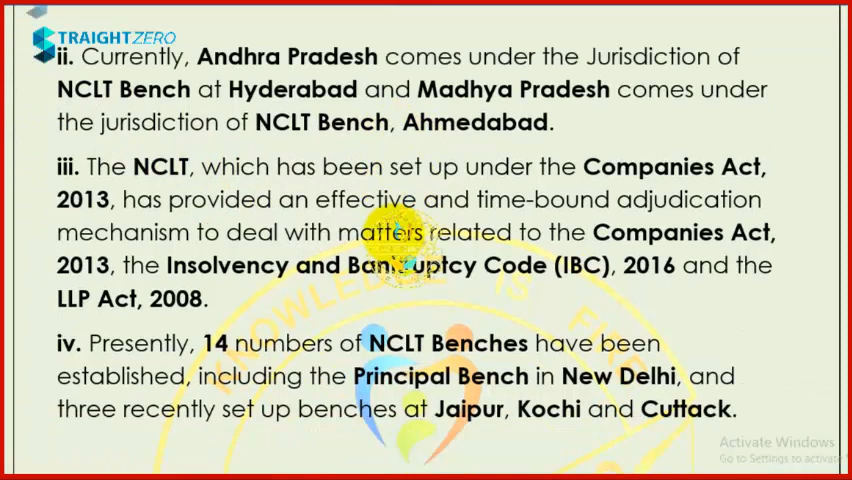 STRAIGHTZERO
ii. Currently, Andhra Pradesh comes under the Jurisdiction of
NCLT Bench at Hyderabad and Madhya Pradesh comes under
the jurisdiction of NCLT Bench, Ahmedabad.
iii. The NCLT, which has been set up under the Companies Act,
2013, has provided an effective and time-bound adjudication
mechanism to deal with matters related to the Companies Act,
2013, the Insolvency and Bankruptcy Code (IBC), 2016 and the
LLP Act, 2008.
iv. Presently, 14 numbers of NCLT Benches have been
established, including the Principal Bench in New Delhi, and
three recently set up benches at Jaipur, Kochi and Cuttack.
KNOWLEDGE IS FIRE
Activate Windows
Go to Settings to activate